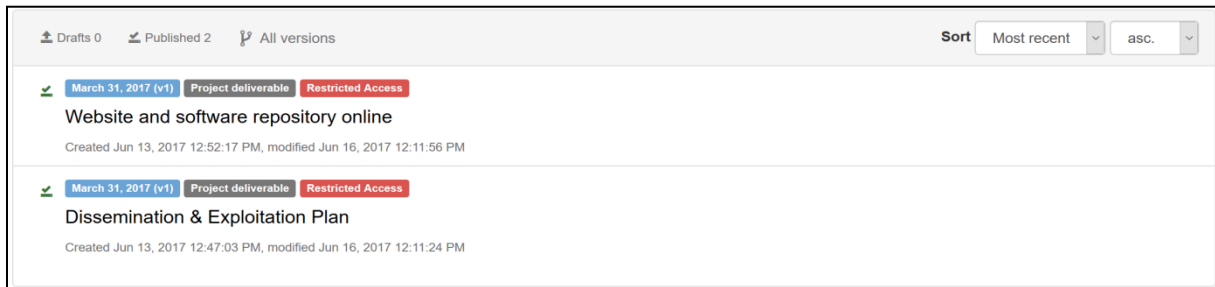 Drafts 0 Published 2 All versions Sort Most recent asc.
March 31, 2017 (v1) Project deliverable Restricted Access
Website and software repository online
Created Jun 13, 2017 12:52:17 PM, modified Jun 16, 2017 12:11:56 PM
March 31, 2017 (v1) Project deliverable Restricted Access
Dissemination & Exploitation Plan
Created Jun 13, 2017 12:47:03 PM, modified Jun 16, 2017 12:11:24 PM